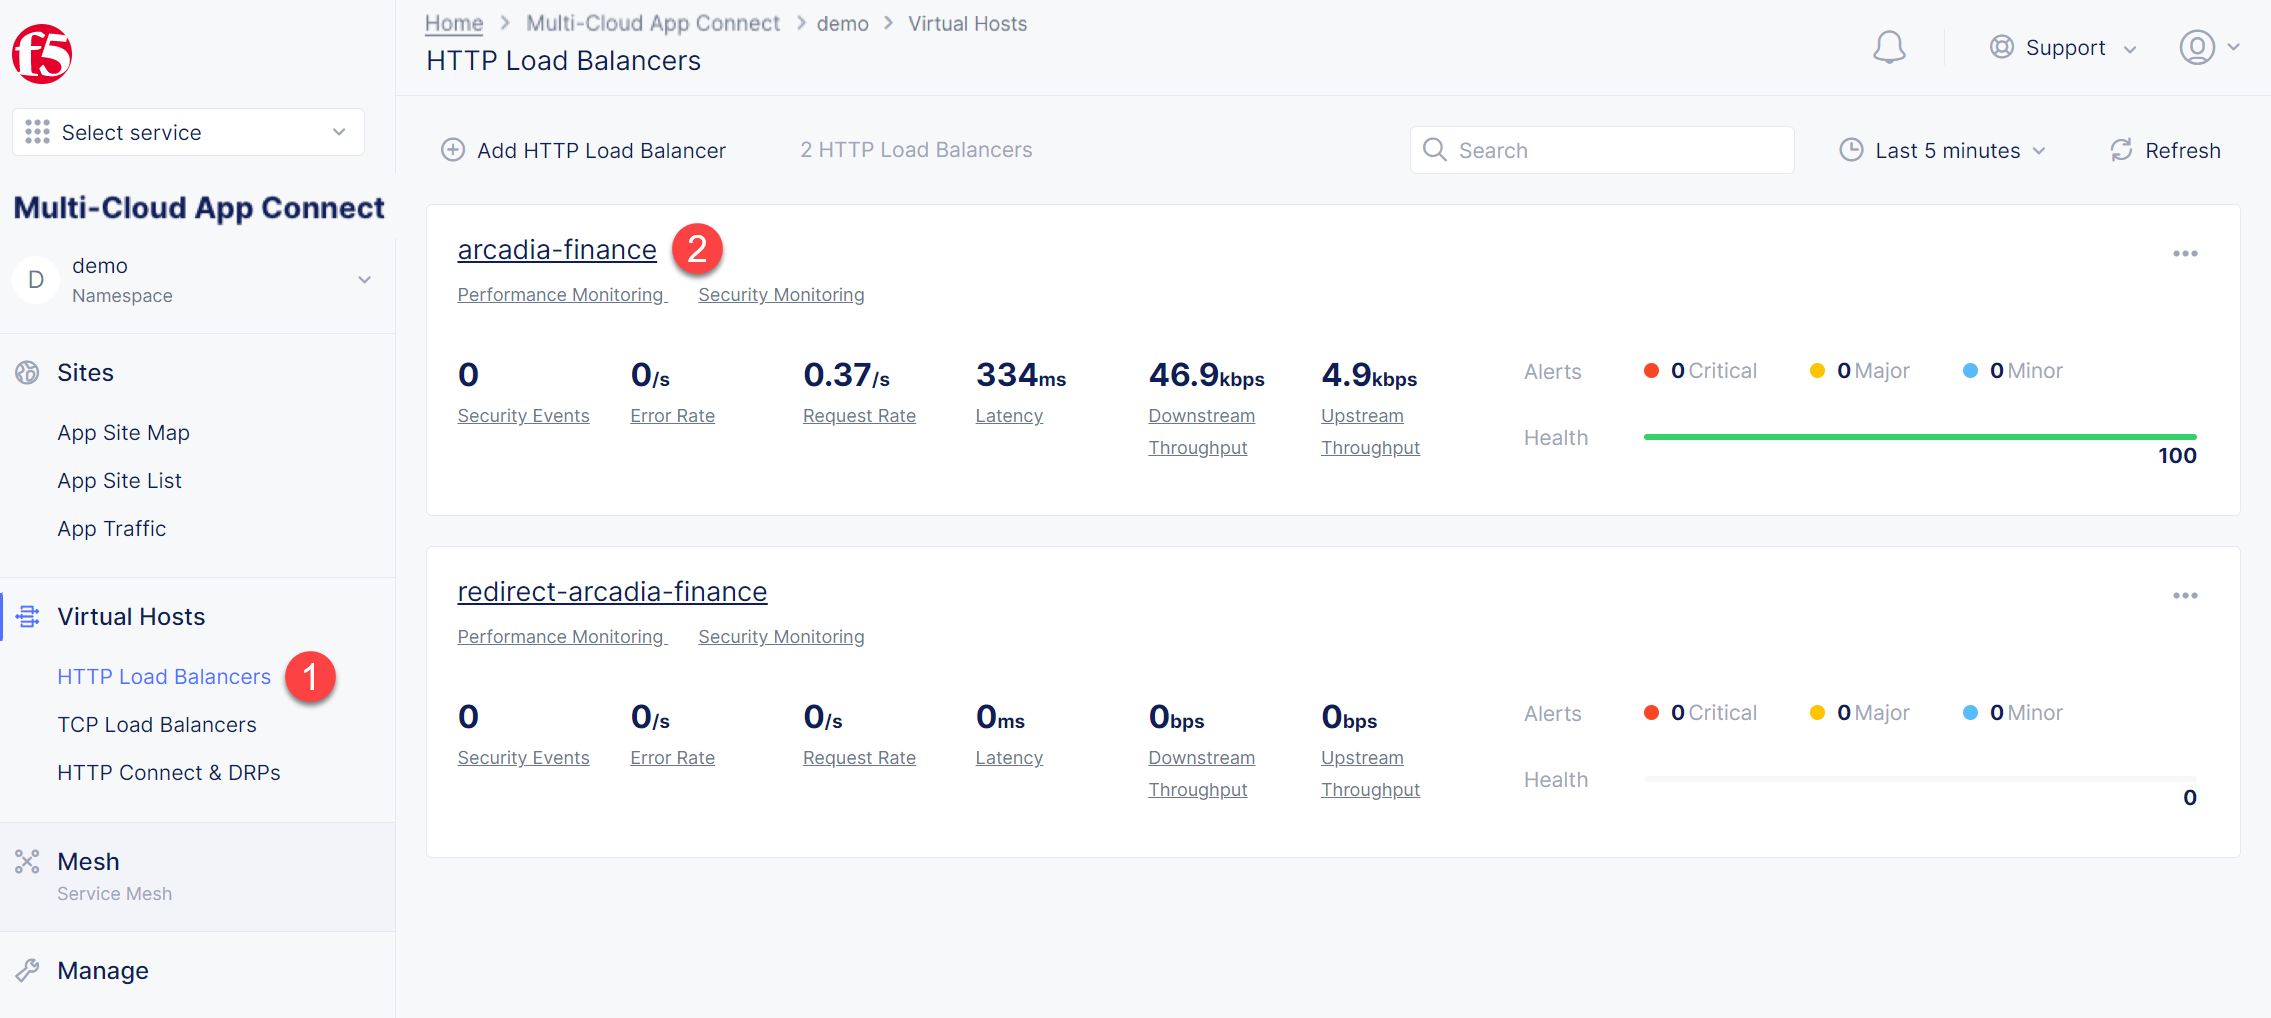 f5
Select service
Multi-Cloud App Connect
D
demo
Namespace
Sites
App Site Map
App Site List
App Traffic
Virtual Hosts
HTTP Load Balancers
1
TCP Load Balancers
HTTP Connect & DRPs
Mesh
Service Mesh
Manage
Home > Multi-Cloud App Connect > demo > Virtual Hosts
HTTP Load Balancers
Support
Add HTTP Load Balancer
2 HTTP Load Balancers
Search
Last 5 minutes
Refresh
arcadia-finance
2
Performance Monitoring Security Monitoring
0 0/s 0.37/s 334ms 46.9kbps 4.9kbps
Security Events Error Rate Request Rate Latency Downstream Upstream
Throughput Throughput
Alerts 0 Critical 0 Major 0 Minor
Health
100
redirect-arcadia-finance
Performance Monitoring Security Monitoring
0 0/s 0/s 0ms 0bps 0bps
Security Events Error Rate Request Rate Latency Downstream Upstream
Throughput Throughput
Alerts 0 Critical 0 Major 0 Minor
Health
0